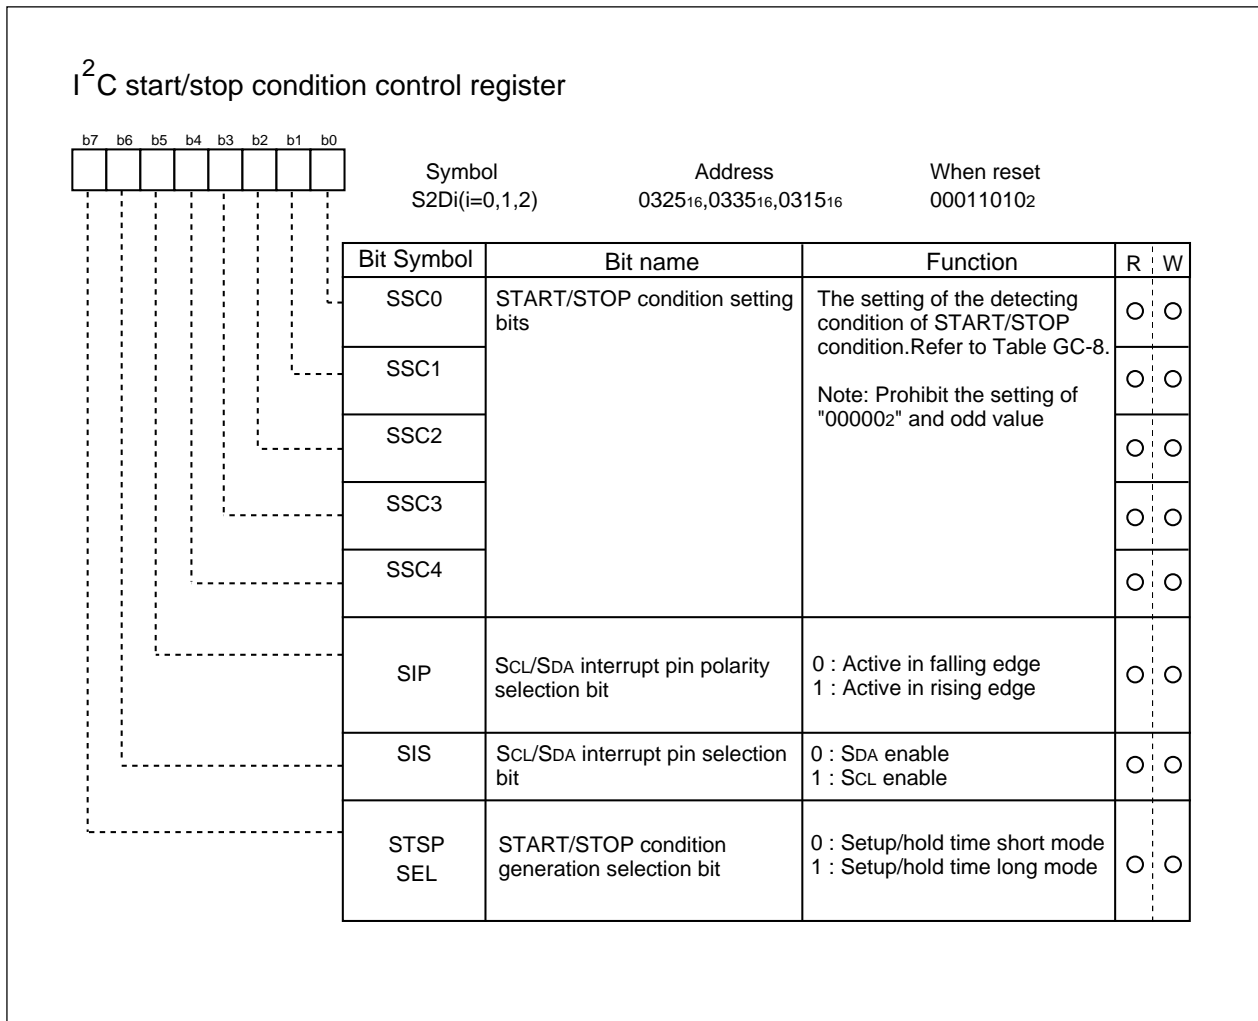 I²C start/stop condition control register
b7 b6 b5 b4 b3 b2 b1 b0
Symbol Address When reset
S2Di(i=0,1,2) 0325₁₆,0335₁₆,0315₁₆ 00011010₂
Bit Symbol Bit name Function R W
SSC0 START/STOP condition setting
bits
The setting of the detecting
condition of START/STOP
condition.Refer to Table GC-8.
Note: Prohibit the setting of
"00000₂" and odd value
SSC1
SSC2
SSC3
SSC4
SIP
SCL/SDA interrupt pin polarity
selection bit
0 : Active in falling edge
1 : Active in rising edge
SIS
SCL/SDA interrupt pin selection
bit
0 : SDA enable
1 : SCL enable
STSP
SEL
START/STOP condition
generation selection bit
0 : Setup/hold time short mode
1 : Setup/hold time long mode